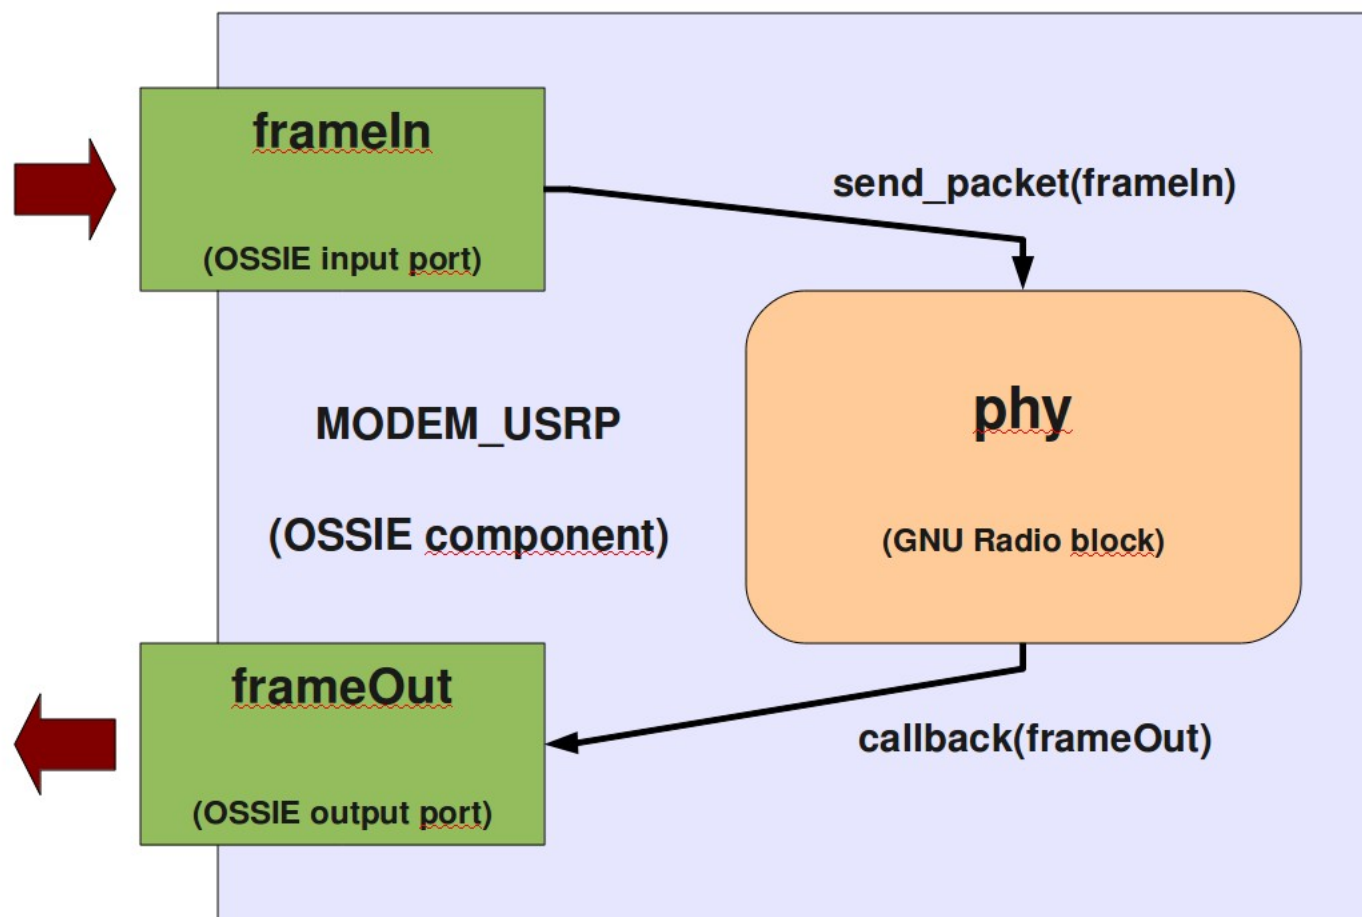 frameIn
(OSSIE input port)
send_packet(frameIn)
MODEM_USRP
(OSSIE component)
phy
(GNU Radio block)
frameOut
(OSSIE output port)
callback(frameOut)